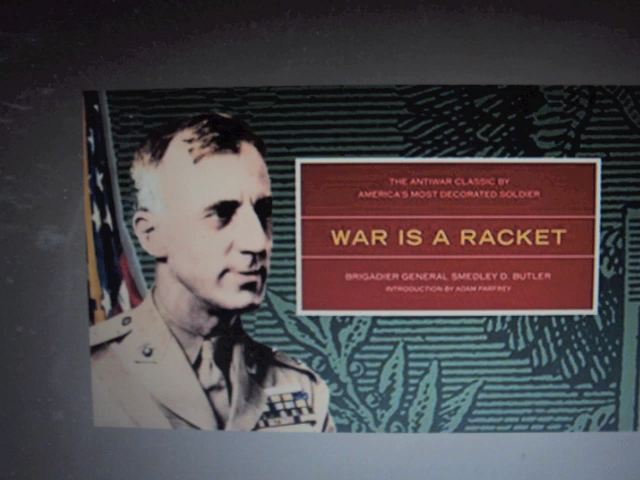 THE ANTIWAR CLASSIC BY
AMERICA'S MOST DECORATED SOLDIER
WAR IS A RACKET
BRIGADIER GENERAL SMEDLEY D. BUTLER
INTRODUCTION BY ADAM PARFREY